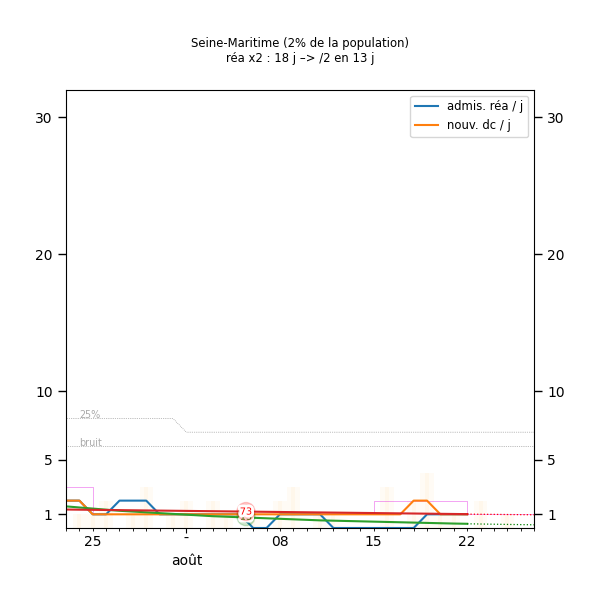 Seine-Maritime (2% de la population)
réa x2 : 18 j –> /2 en 13 j
admis. réa / j
nouv. dc / j
30 30
20 20
10 10
25%
bruit
5 5
73
1 1
25 - 08 15 22
août